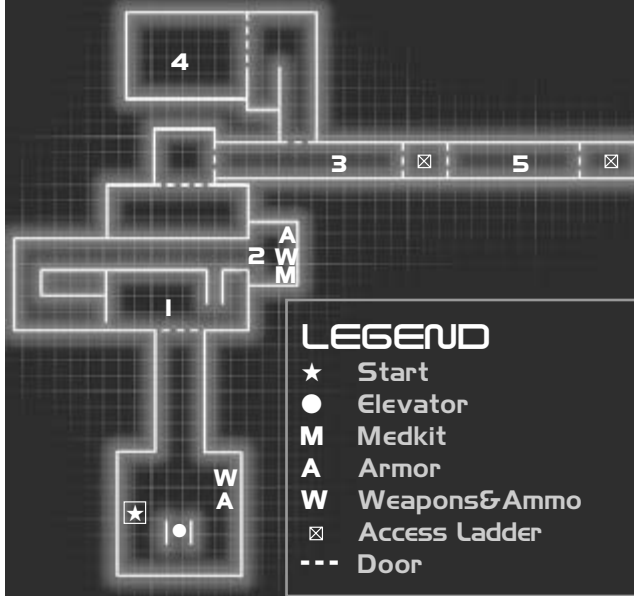 4
3
5
A
2
W
M
1
W
A
LEGEND
Start
Elevator
M Medkit
A Armor
W Weapons&Ammo
Access Ladder
Door